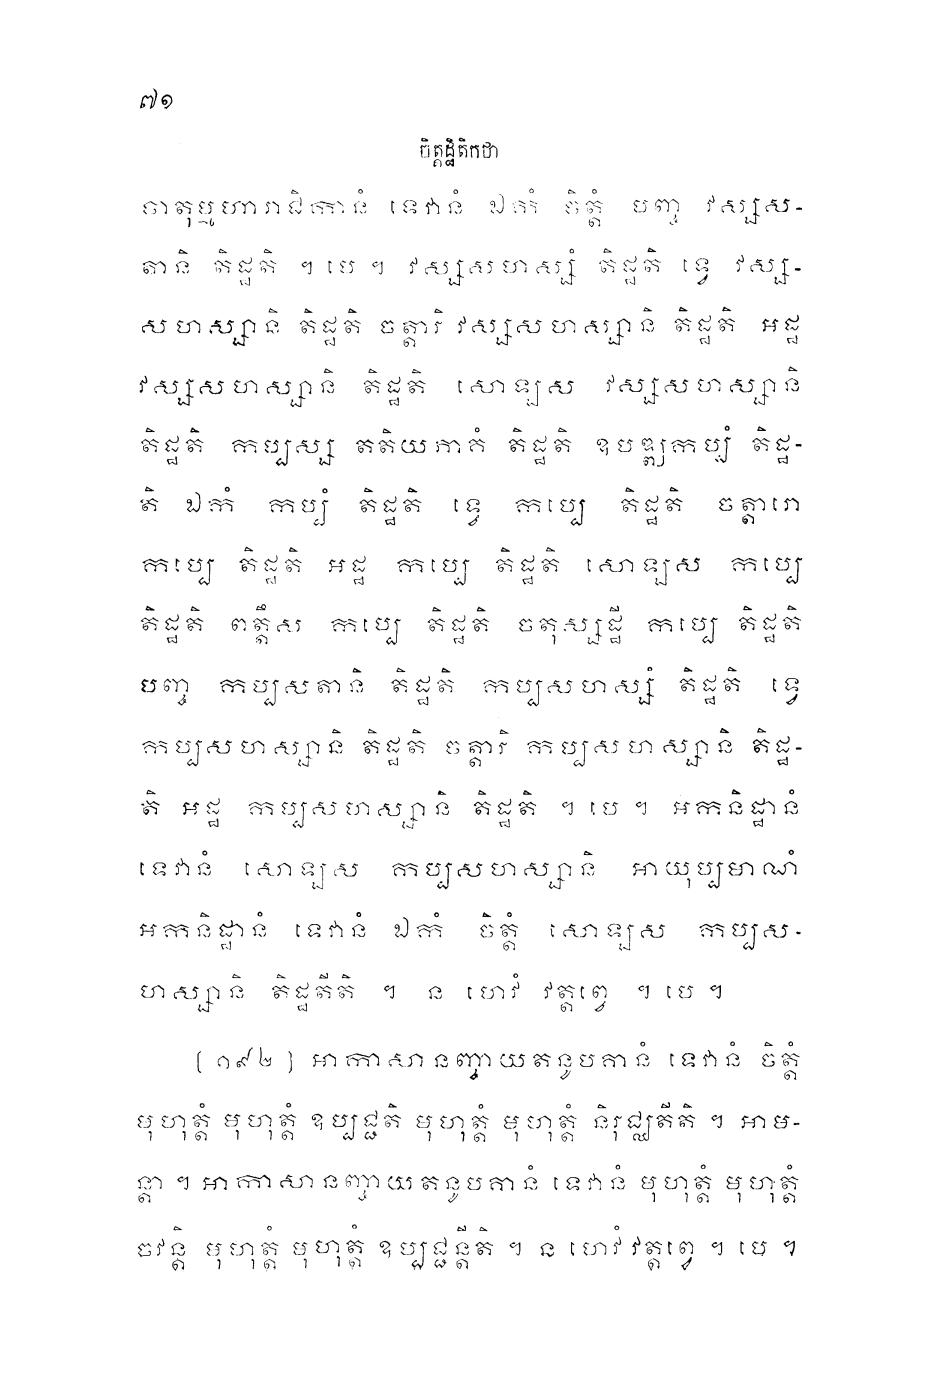 ៧១
ចិត្តដ្ឋិតិកថា
ចាតុម្មហារាជិកានំ ទេវានំ ឯកំ ចិត្តំ បញ្ច វស្សស-
តានិ តិដ្ឋតិ ។ បេ ។ វស្សសហស្សំ តិដ្ឋតិ ទ្វេ វស្ស-
សហស្សានិ តិដ្ឋតិ ចត្តារិ វស្សសហស្សានិ តិដ្ឋតិ អដ្ឋ
វស្សសហស្សានិ តិដ្ឋតិ សោឡស វស្សសហស្សានិ
តិដ្ឋតិ កប្បស្ស តតិយភាគំ តិដ្ឋតិ ឧបឌ្ឍកប្បំ តិដ្ឋ-
តិ ឯកំ កប្បំ តិដ្ឋតិ ទ្វេ កប្បេ តិដ្ឋតិ ចត្តារោ
កប្បេ តិដ្ឋតិ អដ្ឋ កប្បេ តិដ្ឋតិ សោឡស កប្បេ
តិដ្ឋតិ ពត្តឹស កប្បេ តិដ្ឋតិ ចតុស្សដ្ឋី កប្បេ តិដ្ឋតិ
បញ្ច កប្បសតានិ តិដ្ឋតិ កប្បសហស្សំ តិដ្ឋតិ ទ្វេ
កប្បសហស្សានិ តិដ្ឋតិ ចត្តារិ កប្បសហស្សានិ តិដ្ឋ-
តិ អដ្ឋ កប្បសហស្សានិ តិដ្ឋតិ ។ បេ ។ អកនិដ្ឋានំ
ទេវានំ សោឡស កប្បសហស្សានិ អាយុប្បមាណំ
អកនិដ្ឋានំ ទេវានំ ឯកំ ចិត្តំ សោឡស កប្បស-
ហស្សានិ តិដ្ឋតីតិ ។ ន ហេវំ វត្តព្វេ ។ បេ ។
[ ១៩២ ] អាកាសានញ្ចាយតនូបគានំ ទេវានំ ចិត្តំ
មុហុត្តំ មុហុត្តំ ឧប្បជ្ជតិ មុហុត្តំ មុហុត្តំ និរុជ្ឈតីតិ ។ អាម-
ន្តា ។ អាកាសានញ្ចាយតនូបគានំ ទេវានំ មុហុត្តំ មុហុត្តំ
ចវន្តិ មុហុត្តំ មុហុត្តំ ឧប្បជ្ជន្តីតិ ។ ន ហេវំ វត្តព្វេ ។ បេ ។